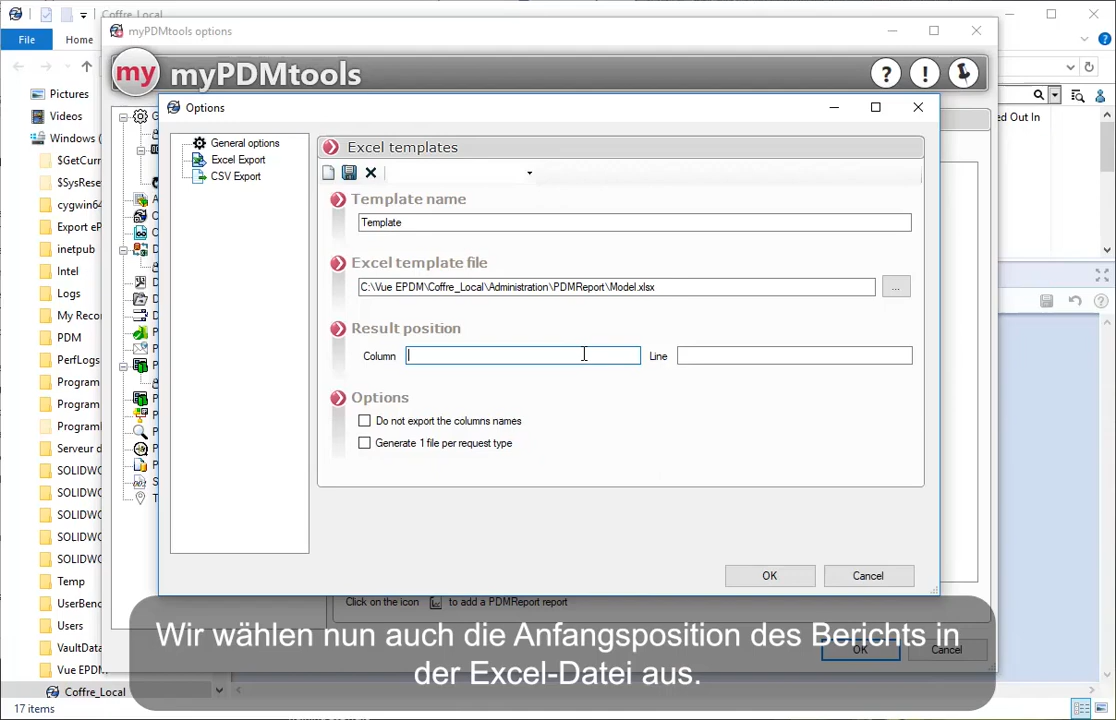 Coffre_Local
myPDMtools options
File
Home
my myPDMtools
? !
Pictures
Videos
Windows (
$GetCurr
$SysRese
cygwin64
Export eP
inetpub
Intel
Logs
My Reco
PDM
PerfLogs
Program
Program
Program
Serveur d
SOLIDWO
SOLIDWO
SOLIDWO
SOLIDWO
SOLIDWO
Temp
UserBenc
Users
VaultData
Vue EPDM
Coffre_Local
17 items
ed Out In
Options
General options
Excel Export
CSV Export
Excel templates
Template name
Template
Excel template file
C:\Vue EPDM\Coffre_Local\Administration\PDMReport\Model.xlsx
...
Result position
Column
Line
Options
Do not export the columns names
Generate 1 file per request type
OK
Cancel
Click on the icon to add a PDMReport report
OK
Cancel
Wir wählen nun auch die Anfangsposition des Berichts in
der Excel-Datei aus.